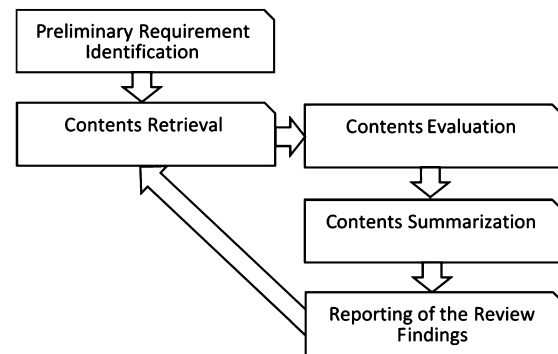 Preliminary Requirement
Identification
Contents Retrieval
Contents Evaluation
Contents Summarization
Reporting of the Review
Findings